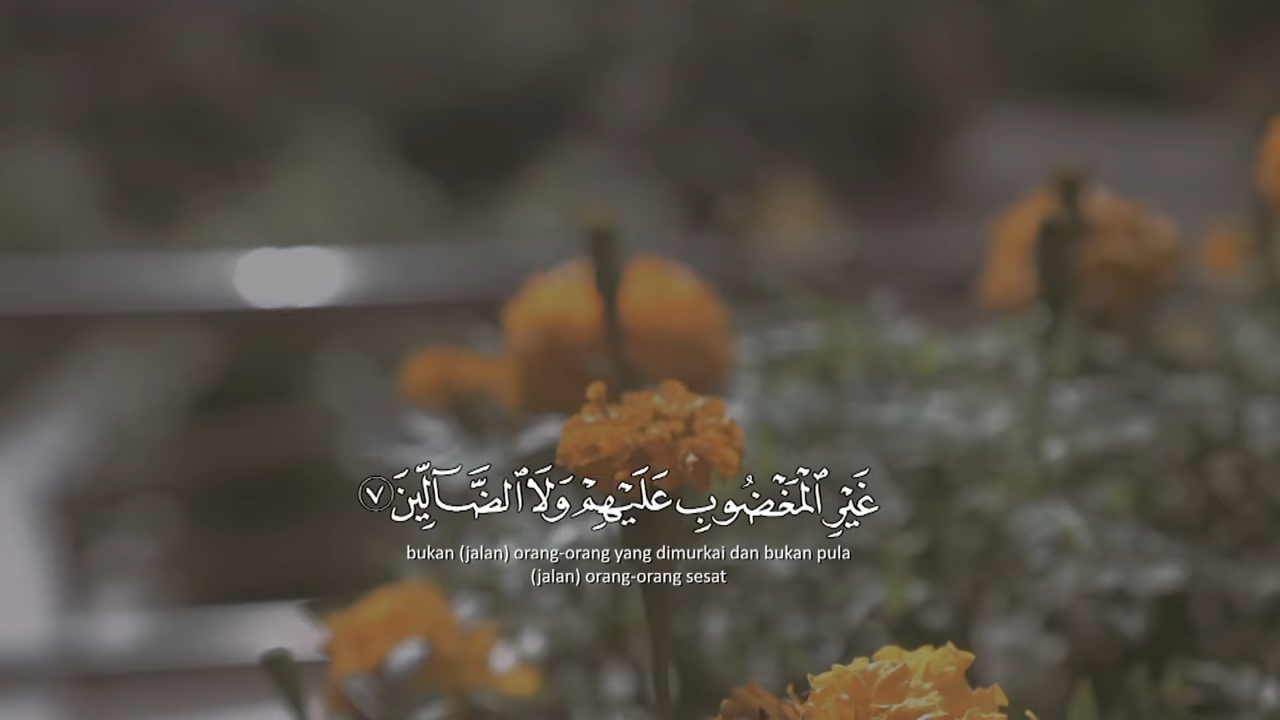 غَيْرِ ٱلْمَغْضُوبِ عَلَيْهِمْ وَلَا ٱلضَّآلِّينَ ٧
bukan (jalan) orang-orang yang dimurkai dan bukan pula
(jalan) orang-orang sesat